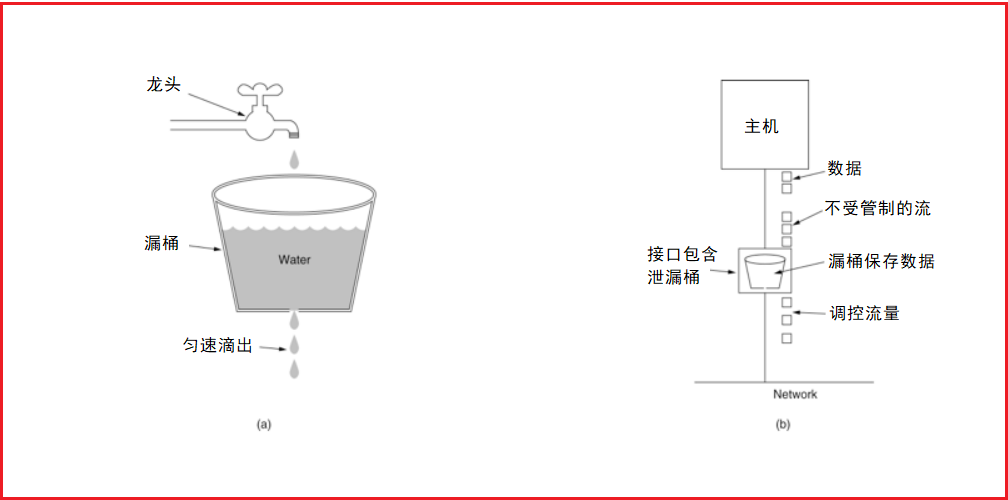 龙头
漏桶
Water
匀速滴出
(a)
主机
数据
不受管制的流
接口包含
泄漏桶
漏桶保存数据
调控流量
Network
(b)